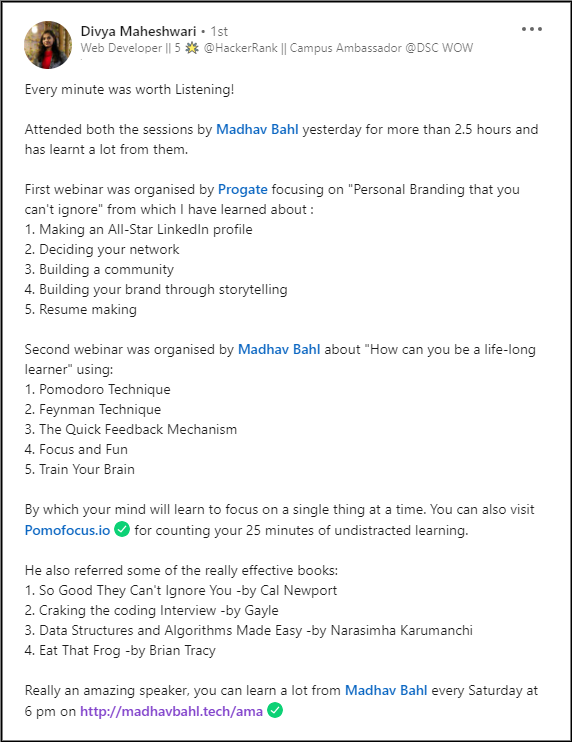 Divya Maheshwari • 1st
Web Developer || 5 🌟 @HackerRank || Campus Ambassador @DSC WOW
Every minute was worth Listening!
Attended both the sessions by Madhav Bahl yesterday for more than 2.5 hours and
has learnt a lot from them.
First webinar was organised by Progate focusing on "Personal Branding that you
can't ignore" from which I have learned about :
1. Making an All-Star LinkedIn profile
2. Deciding your network
3. Building a community
4. Building your brand through storytelling
5. Resume making
Second webinar was organised by Madhav Bahl about "How can you be a life-long
learner" using:
1. Pomodoro Technique
2. Feynman Technique
3. The Quick Feedback Mechanism
4. Focus and Fun
5. Train Your Brain
By which your mind will learn to focus on a single thing at a time. You can also visit
Pomofocus.io ✅ for counting your 25 minutes of undistracted learning.
He also referred some of the really effective books:
1. So Good They Can't Ignore You -by Cal Newport
2. Craking the coding Interview -by Gayle
3. Data Structures and Algorithms Made Easy -by Narasimha Karumanchi
4. Eat That Frog -by Brian Tracy
Really an amazing speaker, you can learn a lot from Madhav Bahl every Saturday at
6 pm on http://madhavbahl.tech/ama ✅